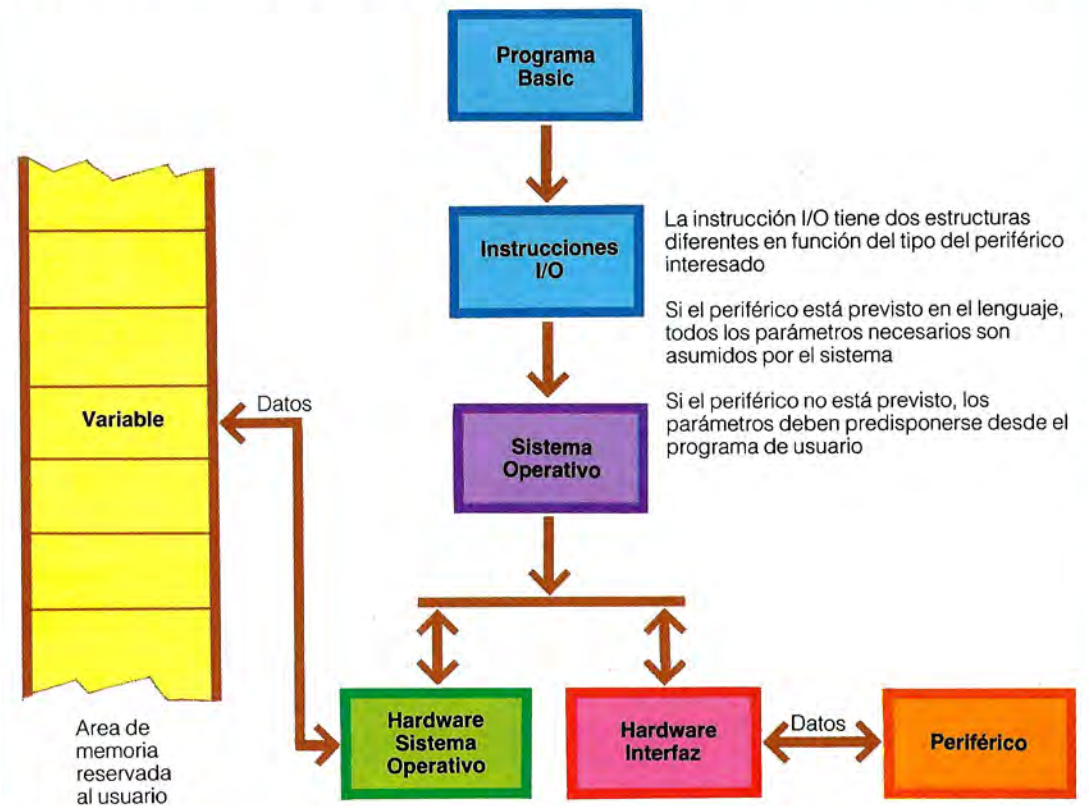 Programa
Basic
Instrucciones
I/O
La instrucción I/O tiene dos estructuras
diferentes en función del tipo del periférico
interesado
Si el periférico está previsto en el lenguaje,
todos los parámetros necesarios son
asumidos por el sistema
Si el periférico no está previsto, los
parámetros deben predisponerse desde el
programa de usuario
Variable
Datos
Sistema
Operativo
Hardware
Sistema
Operativo
Hardware
Interfaz
Datos
Periférico
Area de
memoria
reservada
al usuario